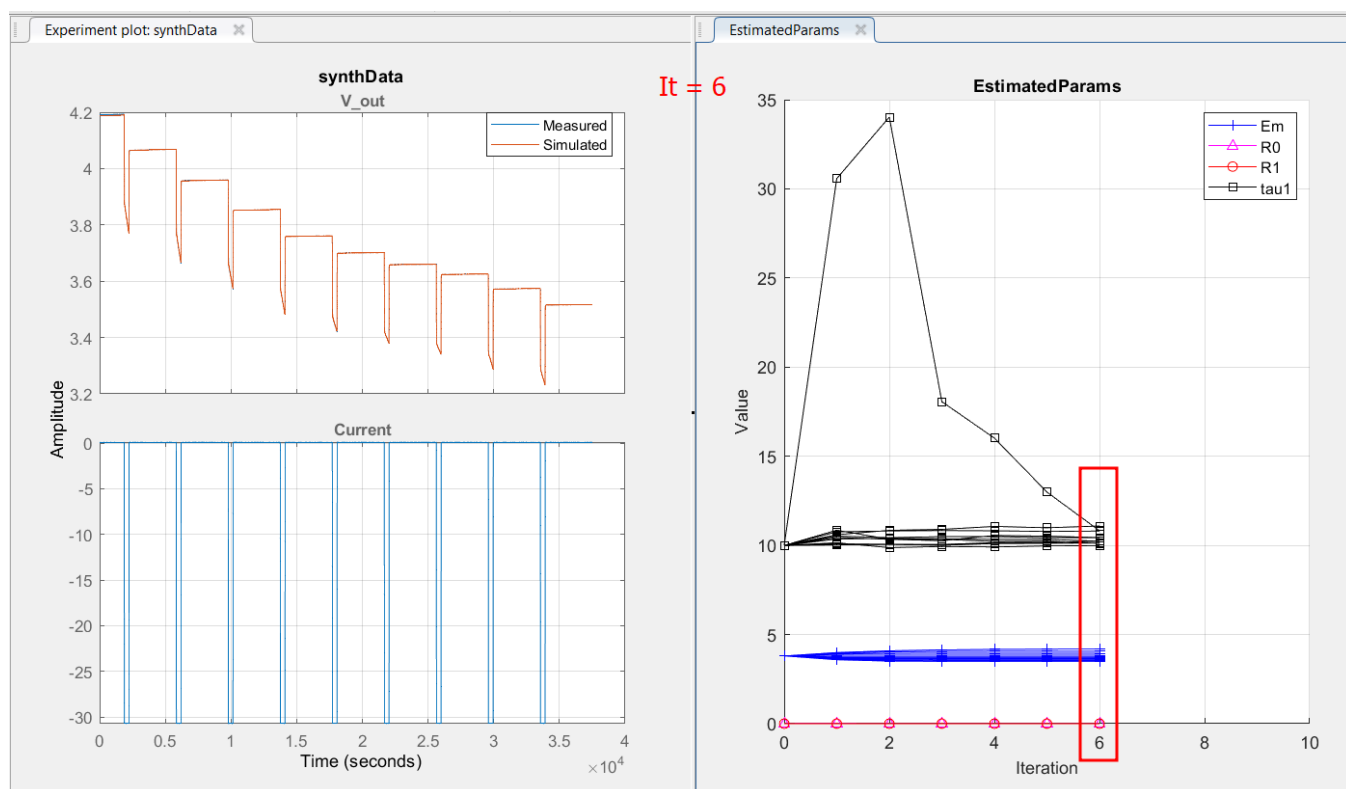 Experiment plot: synthData
EstimatedParams
It = 6
synthData
V_out
4.2
4
3.8
3.6
3.4
3.2
Measured
Simulated
Amplitude
Current
0
-5
-10
-15
-20
-25
-30
0
0.5
1
1.5
2
2.5
3
3.5
4
Time (seconds)
×10^4
EstimatedParams
35
30
25
20
15
10
5
0
Value
Em
R0
R1
tau1
0
2
4
6
8
10
Iteration